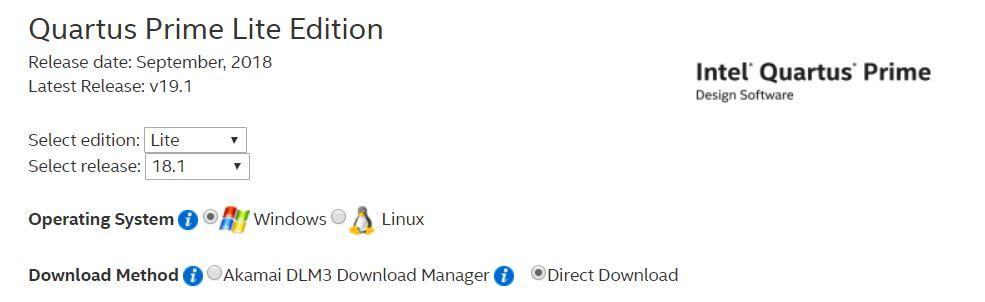 Quartus Prime Lite Edition
Release date: September, 2018
Latest Release: v19.1
Intel® Quartus® Prime
Design Software
Select edition: Lite
Select release: 18.1
Operating System i Windows Linux
Download Method i Akamai DLM3 Download Manager i Direct Download